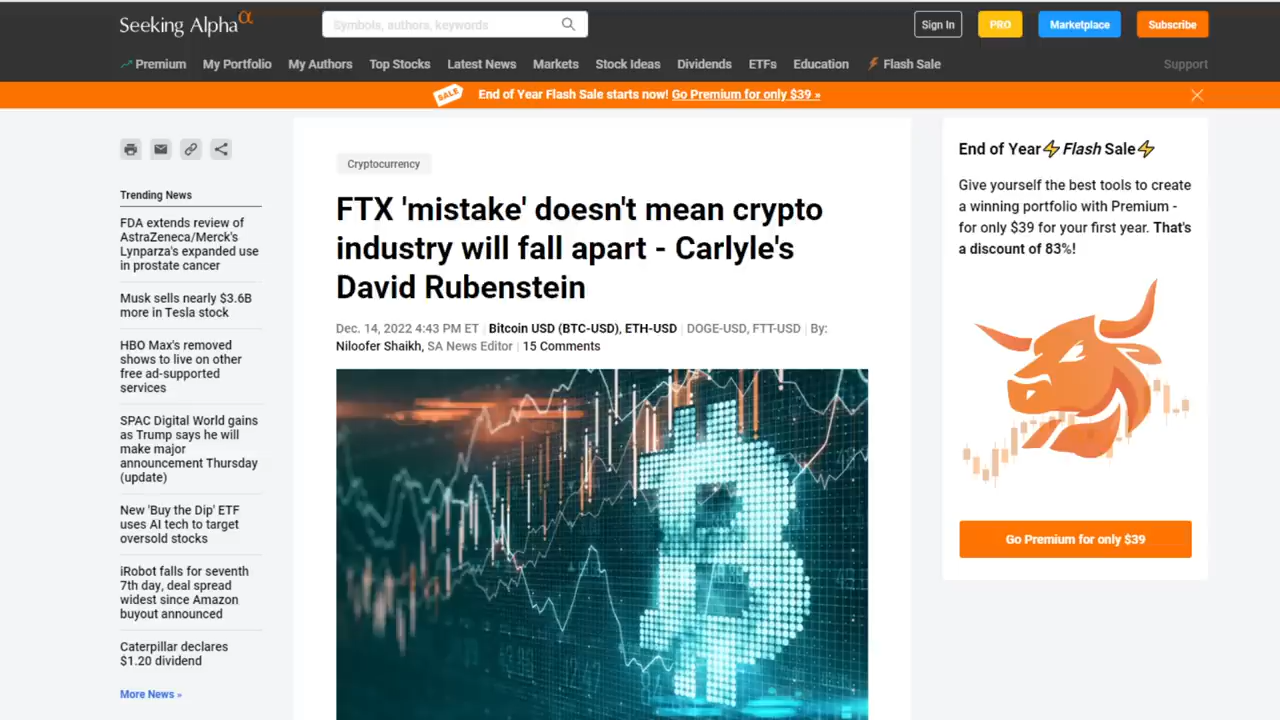 Seeking Alpha α
Symbols, authors, keywords
Sign In
PRO
Marketplace
Subscribe
Premium
My Portfolio
My Authors
Top Stocks
Latest News
Markets
Stock Ideas
Dividends
ETFs
Education
Flash Sale
Support
SALE
End of Year Flash Sale starts now! Go Premium for only $39 »
Trending News
FDA extends review of
AstraZeneca/Merck's
Lynparza's expanded use
in prostate cancer
Musk sells nearly $3.6B
more in Tesla stock
HBO Max's removed
shows to live on other
free ad-supported
services
SPAC Digital World gains
as Trump says he will
make major
announcement Thursday
(update)
New 'Buy the Dip' ETF
uses AI tech to target
oversold stocks
iRobot falls for seventh
7th day, deal spread
widest since Amazon
buyout announced
Caterpillar declares
$1.20 dividend
More News »
Cryptocurrency
FTX 'mistake' doesn't mean crypto
industry will fall apart - Carlyle's
David Rubenstein
Dec. 14, 2022 4:43 PM ET | Bitcoin USD (BTC-USD), ETH-USD | DOGE-USD, FTT-USD | By:
Niloofer Shaikh, SA News Editor | 15 Comments
End of Year⚡Flash Sale⚡
Give yourself the best tools to create
a winning portfolio with Premium -
for only $39 for your first year. That's
a discount of 83%!
Go Premium for only $39